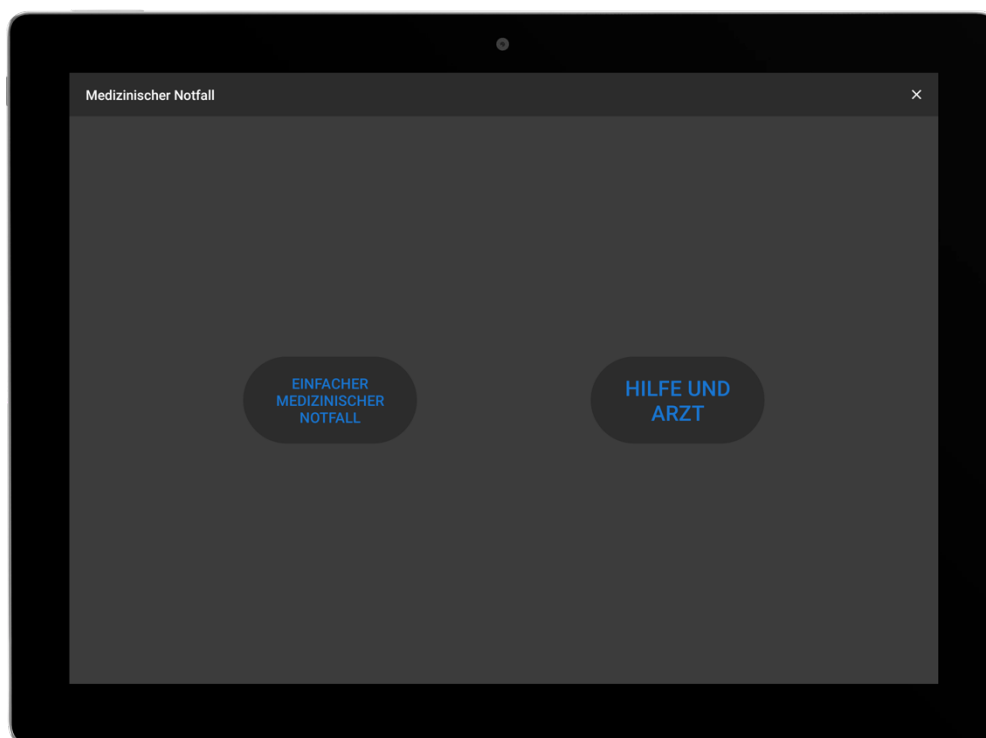 Medizinischer Notfall
EINFACHER
MEDIZINISCHER
NOTFALL
HILFE UND
ARZT